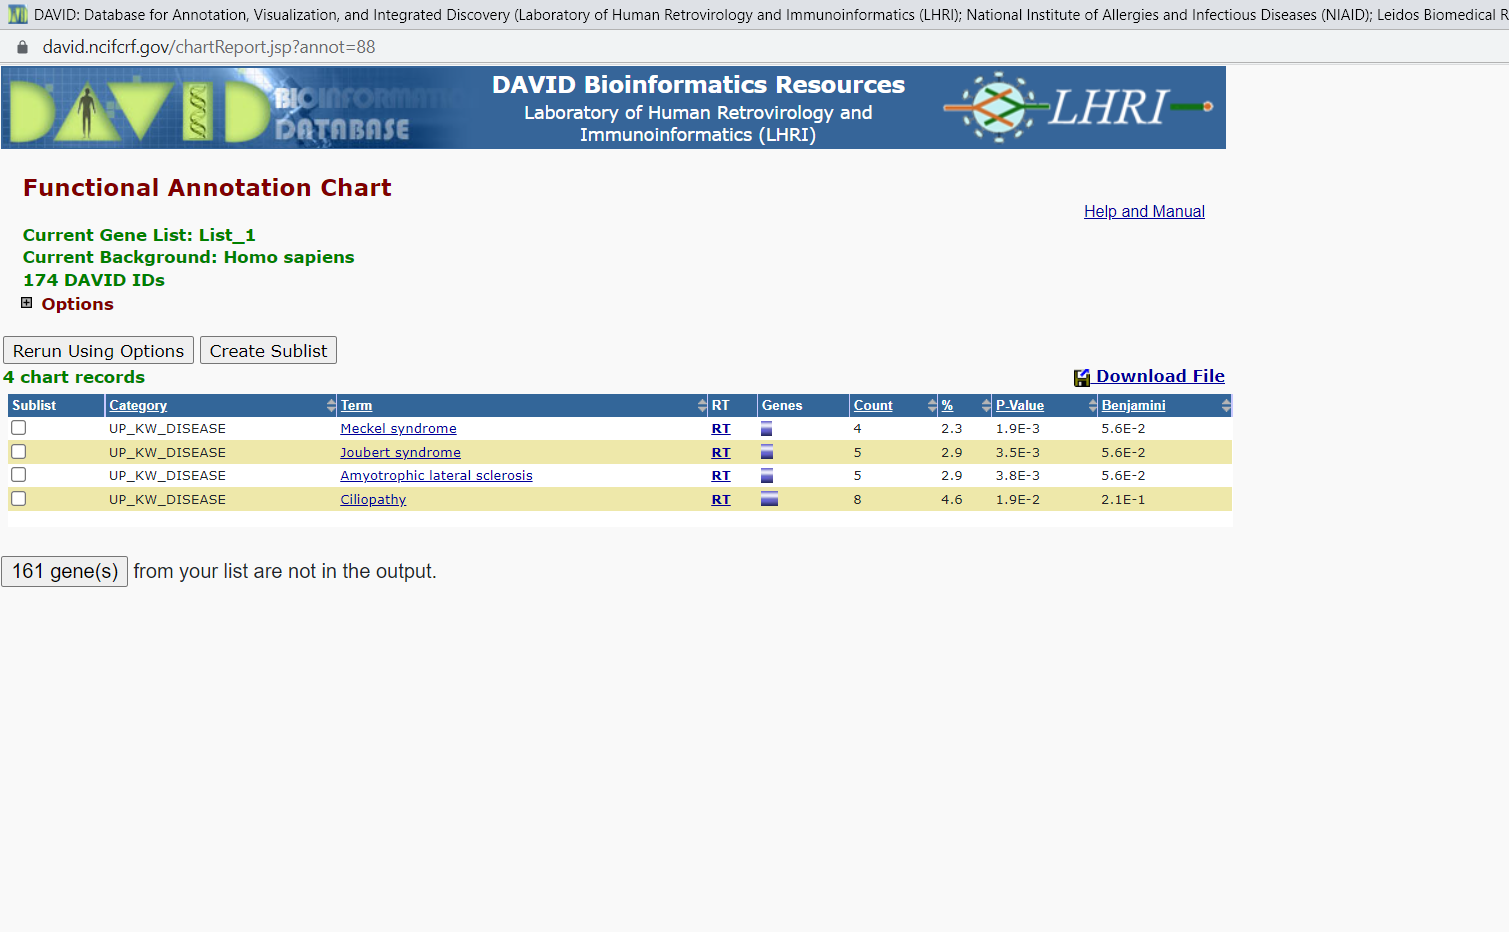 DAVID: Database for Annotation, Visualization, and Integrated Discovery (Laboratory of Human Retrovirology and Immunoinformatics (LHRI); National Institute of Allergies and Infectious Diseases (NIAID); Leidos Biomedical R
david.ncifcrf.gov/chartReport.jsp?annot=88
DAVID BIOINFORMATICS DATABASE
DAVID Bioinformatics Resources
Laboratory of Human Retrovirology and
Immunoinformatics (LHRI)
LHRI
Functional Annotation Chart
Help and Manual
Current Gene List: List_1
Current Background: Homo sapiens
174 DAVID IDs
Options
Rerun Using Options Create Sublist
4 chart records Download File
Sublist Category Term RT Genes Count % P-Value Benjamini
UP_KW_DISEASE Meckel syndrome RT 4 2.3 1.9E-3 5.6E-2
UP_KW_DISEASE Joubert syndrome RT 5 2.9 3.5E-3 5.6E-2
UP_KW_DISEASE Amyotrophic lateral sclerosis RT 5 2.9 3.8E-3 5.6E-2
UP_KW_DISEASE Ciliopathy RT 8 4.6 1.9E-2 2.1E-1
161 gene(s) from your list are not in the output.